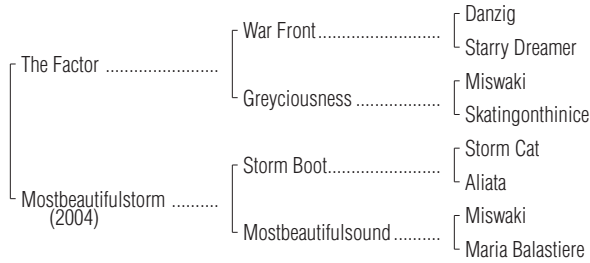 Danzig
War Front..........................
Starry Dreamer
The Factor ........................
Miswaki
Greyciousness ..................
Skatingonthinice
Storm Cat
Storm Boot........................
Aliata
Mostbeautifulstorm ..........
(2004)
Miswaki
Mostbeautifulsound..........
Maria Balastiere